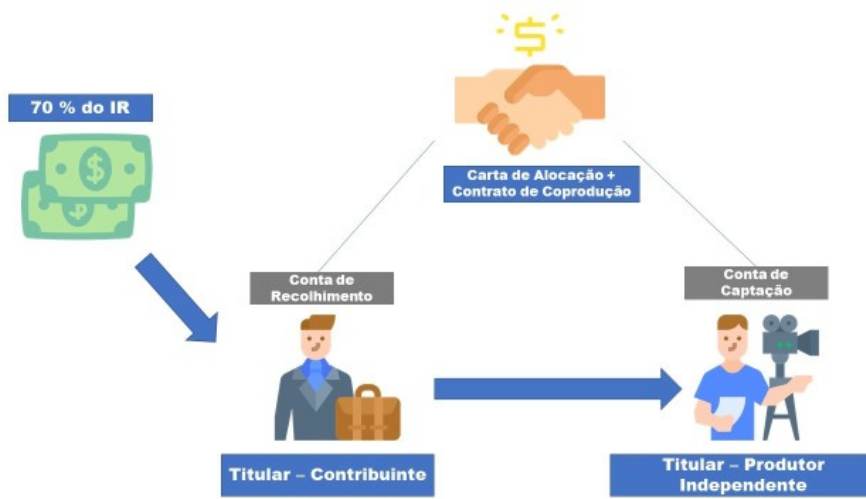 70 % do IR
Carta de Alocação +
Contrato de Coprodução
Conta de
Recolhimento
Conta de
Captação
Titular – Contribuinte
Titular – Produtor
Independente